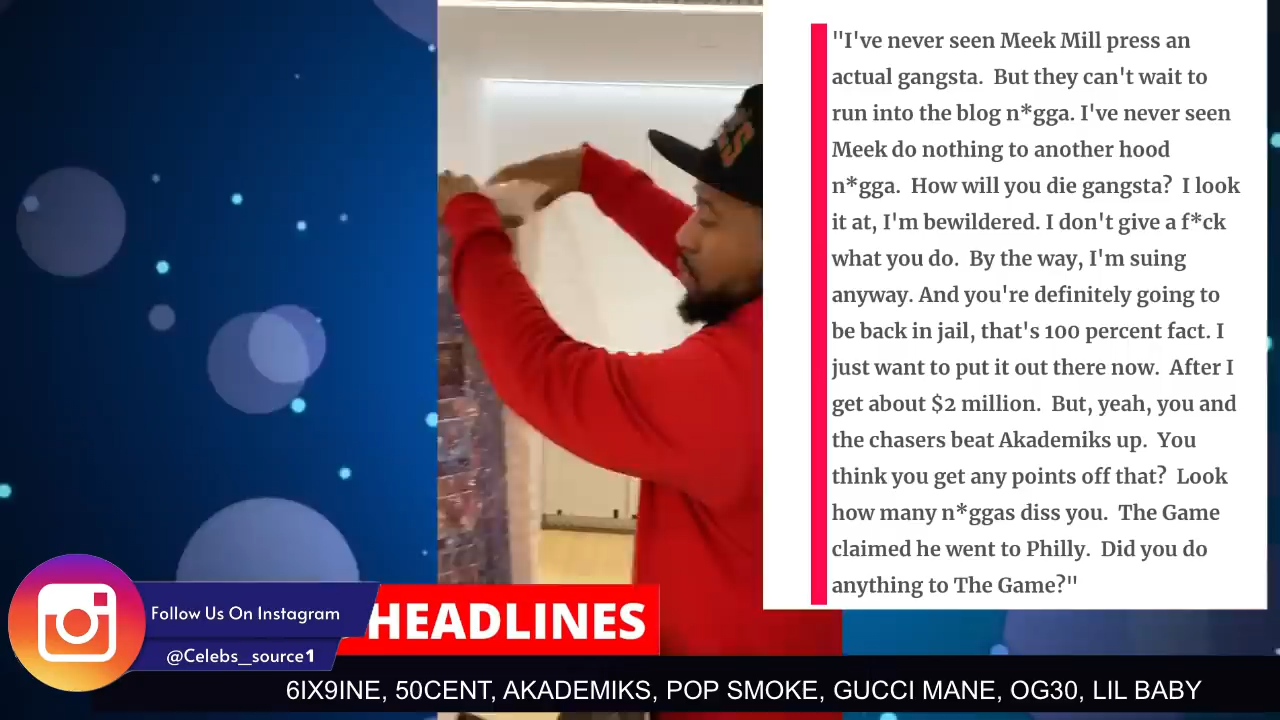 "I've never seen Meek Mill press an
actual gangsta.  But they can't wait to
run into the blog n*gga. I've never seen
Meek do nothing to another hood
n*gga.  How will you die gangsta?  I look
it at, I'm bewildered. I don't give a f*ck
what you do.  By the way, I'm suing
anyway. And you're definitely going to
be back in jail, that's 100 percent fact. I
just want to put it out there now.  After I
get about $2 million.  But, yeah, you and
the chasers beat Akademiks up.  You
think you get any points off that?  Look
how many n*ggas diss you.  The Game
claimed he went to Philly.  Did you do
anything to The Game?"
HEADLINES
Follow Us On Instagram
@Celebs_source1
6IX9INE, 50CENT, AKADEMIKS, POP SMOKE, GUCCI MANE, OG30, LIL BABY